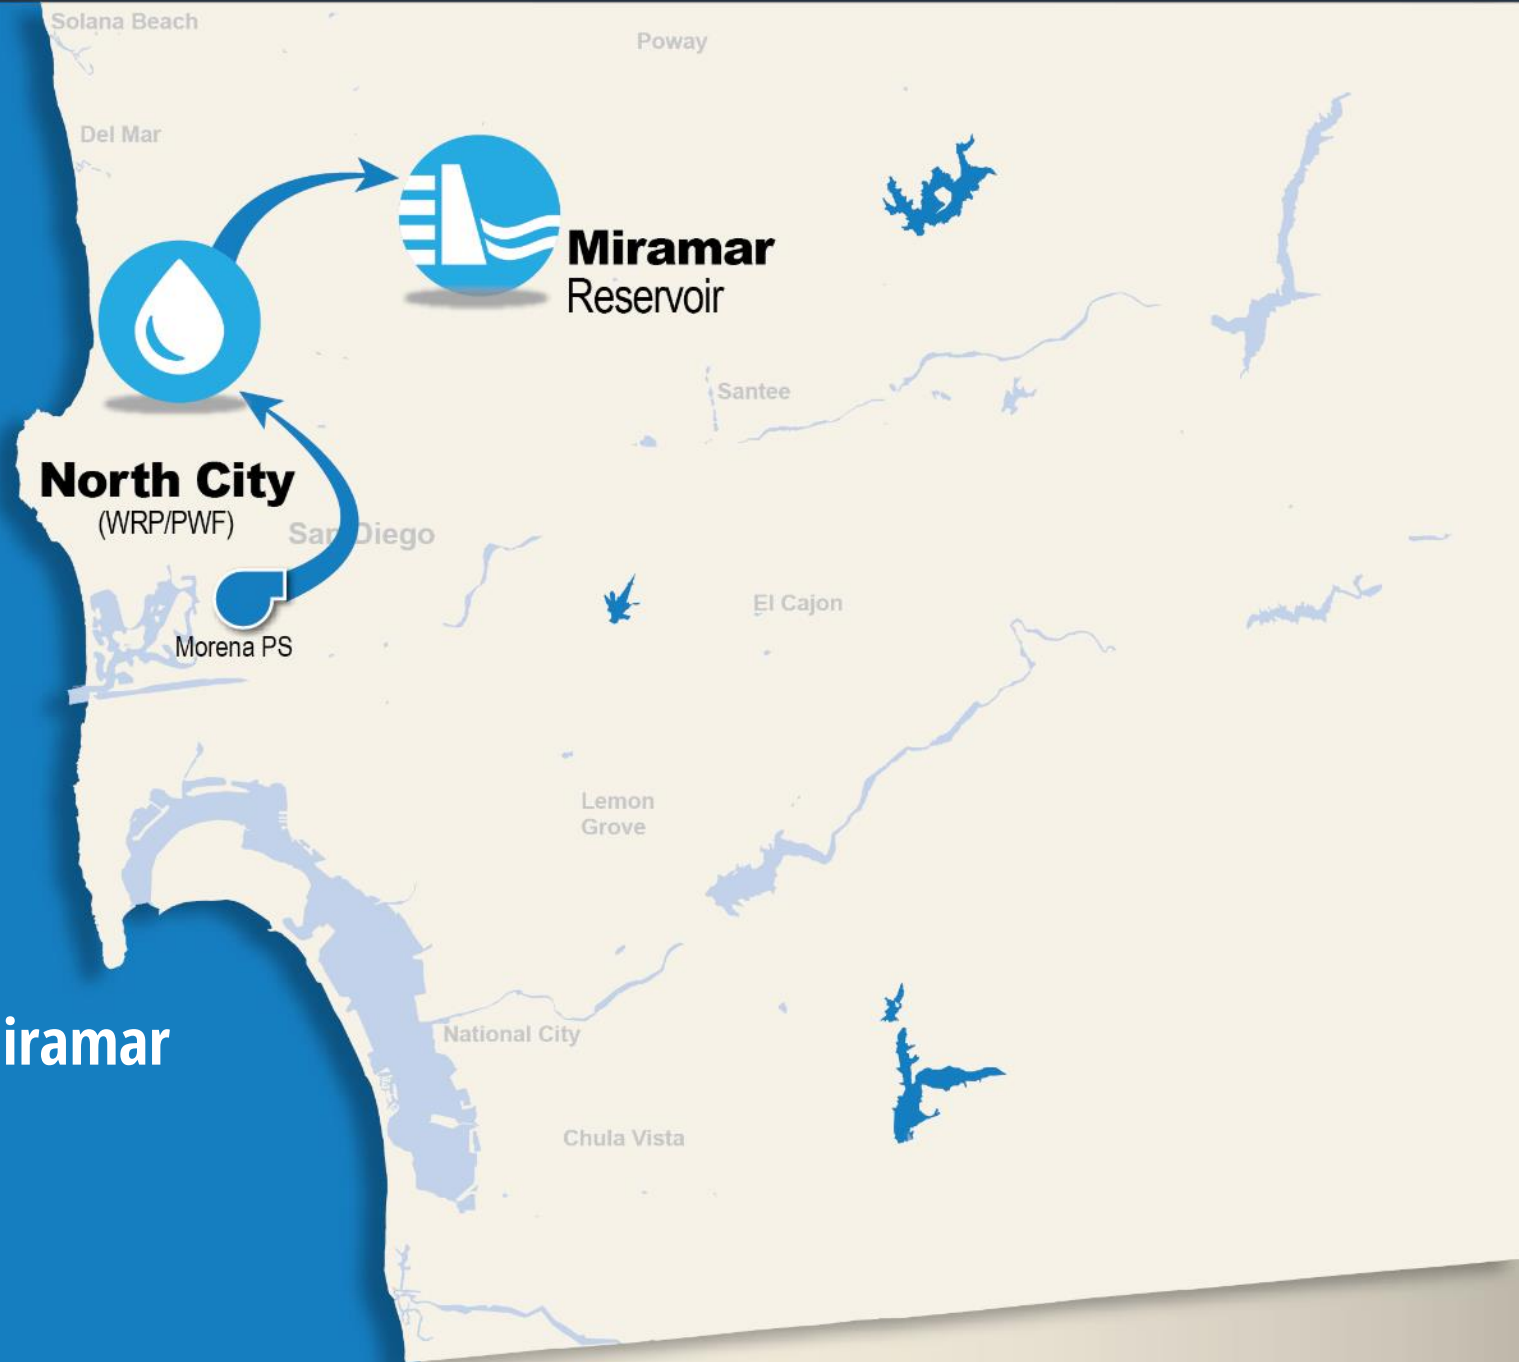 Solana Beach
Poway
Del Mar
Miramar
Reservoir
Santee
North City
(WRP/PWF)
San Diego
El Cajon
Morena PS
Lemon
Grove
National City
iramar
Chula Vista